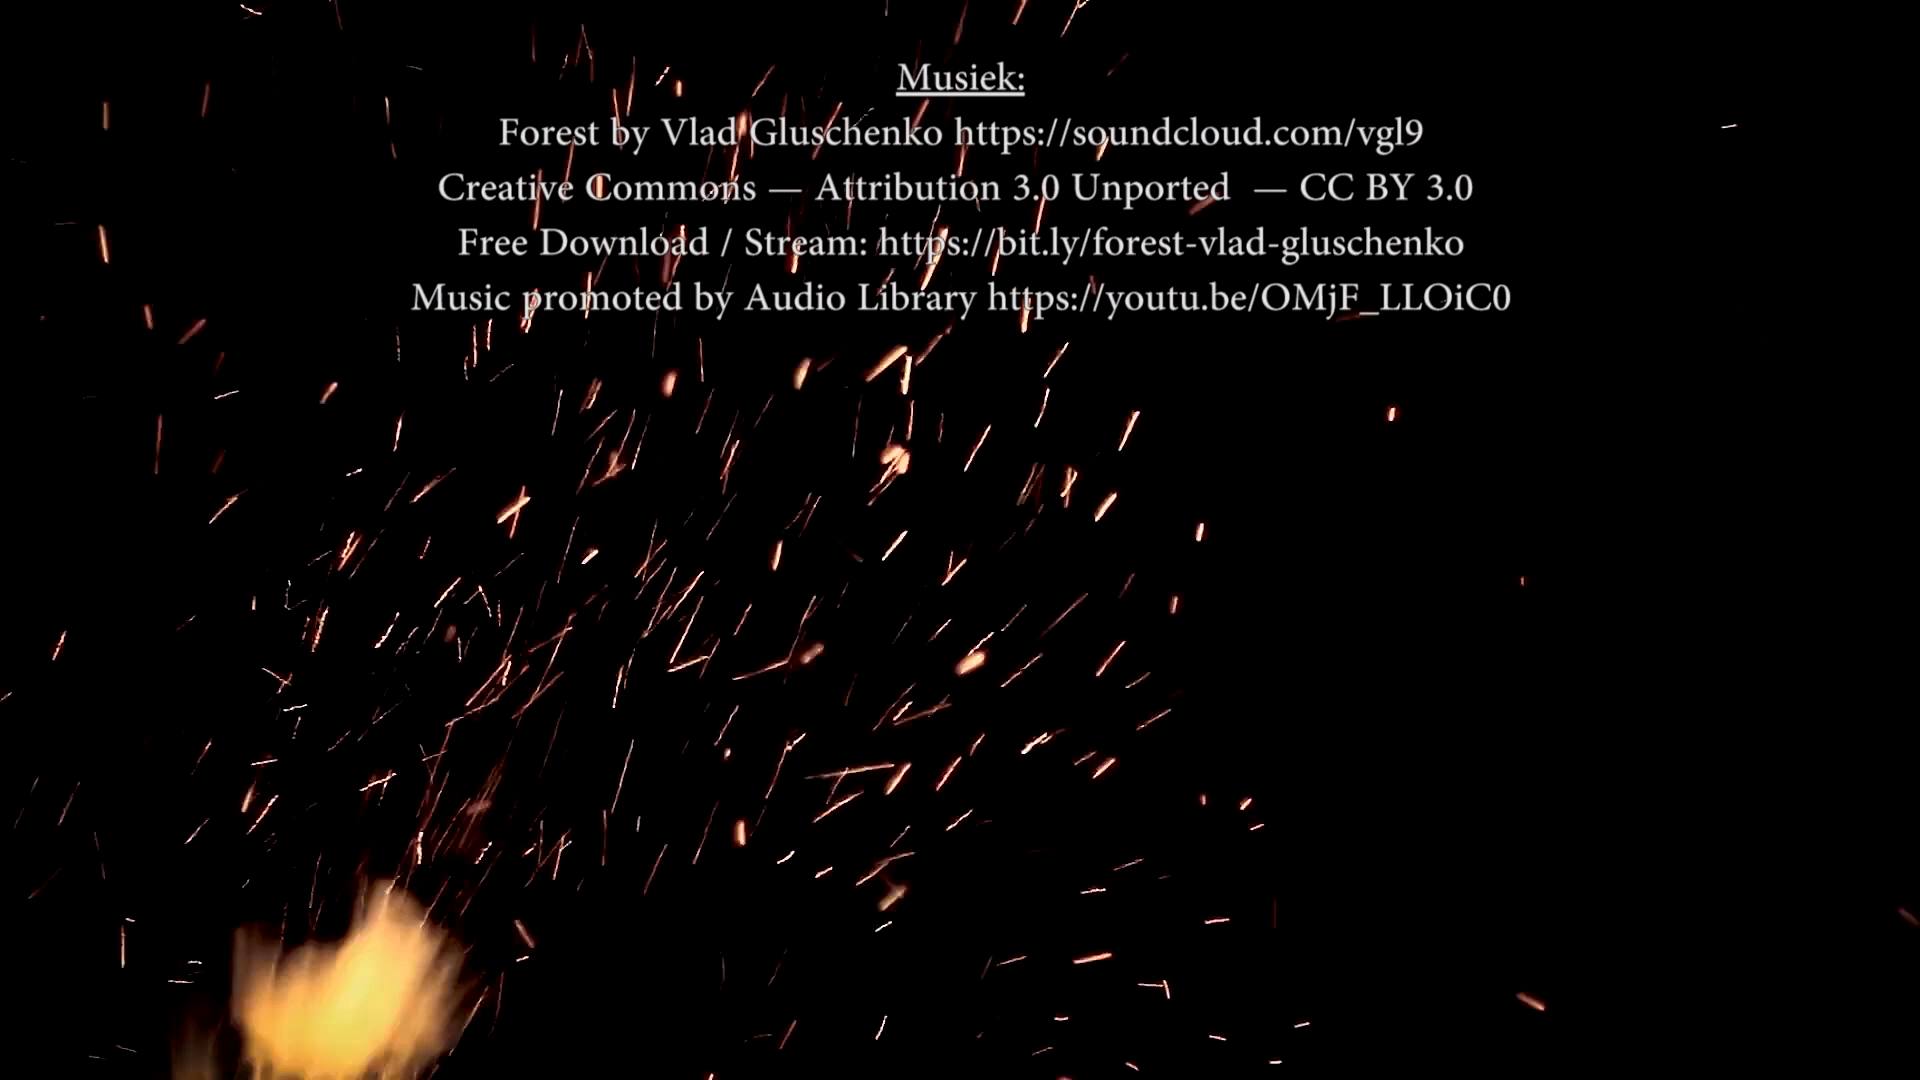 Musiek:
Forest by Vlad Gluschenko https://soundcloud.com/vgl9
Creative Commons — Attribution 3.0 Unported — CC BY 3.0
Free Download / Stream: https://bit.ly/forest-vlad-gluschenko
Music promoted by Audio Library https://youtu.be/OMjF_LLOiC0